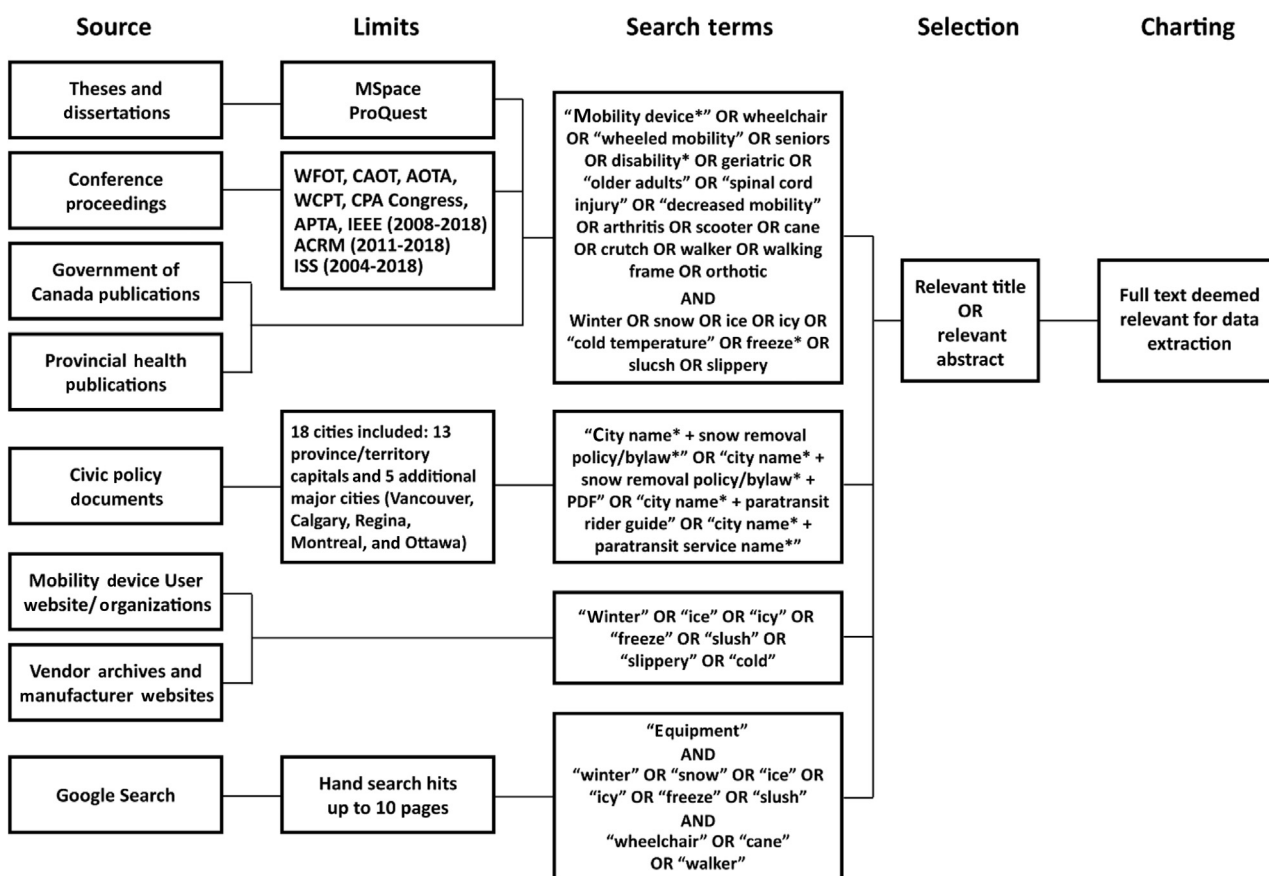 Source
Limits
Search terms
Selection
Charting
Theses and
dissertations
MSpace
ProQuest
Conference
proceedings
WFOT, CAOT, AOTA,
WCPT, CPA Congress,
APTA, IEEE (2008-2018)
ACRM (2011-2018)
ISS (2004-2018)
Government of
Canada publications
Provincial health
publications
“Mobility device*” OR wheelchair
OR “wheeled mobility” OR seniors
OR disability* OR geriatric OR
“older adults” OR “spinal cord
injury” OR “decreased mobility”
OR arthritis OR scooter OR cane
OR crutch OR walker OR walking
frame OR orthotic
AND
Winter OR snow OR ice OR icy OR
“cold temperature” OR freeze* OR
slucsh OR slippery
Relevant title
OR
relevant
abstract
Full text deemed
relevant for data
extraction
Civic policy
documents
18 cities included: 13
province/territory
capitals and 5 additional
major cities (Vancouver,
Calgary, Regina,
Montreal, and Ottawa)
“City name* + snow removal
policy/bylaw*” OR “city name* +
snow removal policy/bylaw* +
PDF” OR “city name* + paratransit
rider guide” OR “city name* +
paratransit service name*”
Mobility device User
website/ organizations
Vendor archives and
manufacturer websites
“Winter” OR “ice” OR “icy” OR
“freeze” OR “slush” OR
“slippery” OR “cold”
Google Search
Hand search hits
up to 10 pages
“Equipment”
AND
“winter” OR “snow” OR “ice” OR
“icy” OR “freeze” OR “slush”
AND
“wheelchair” OR “cane”
OR “walker”